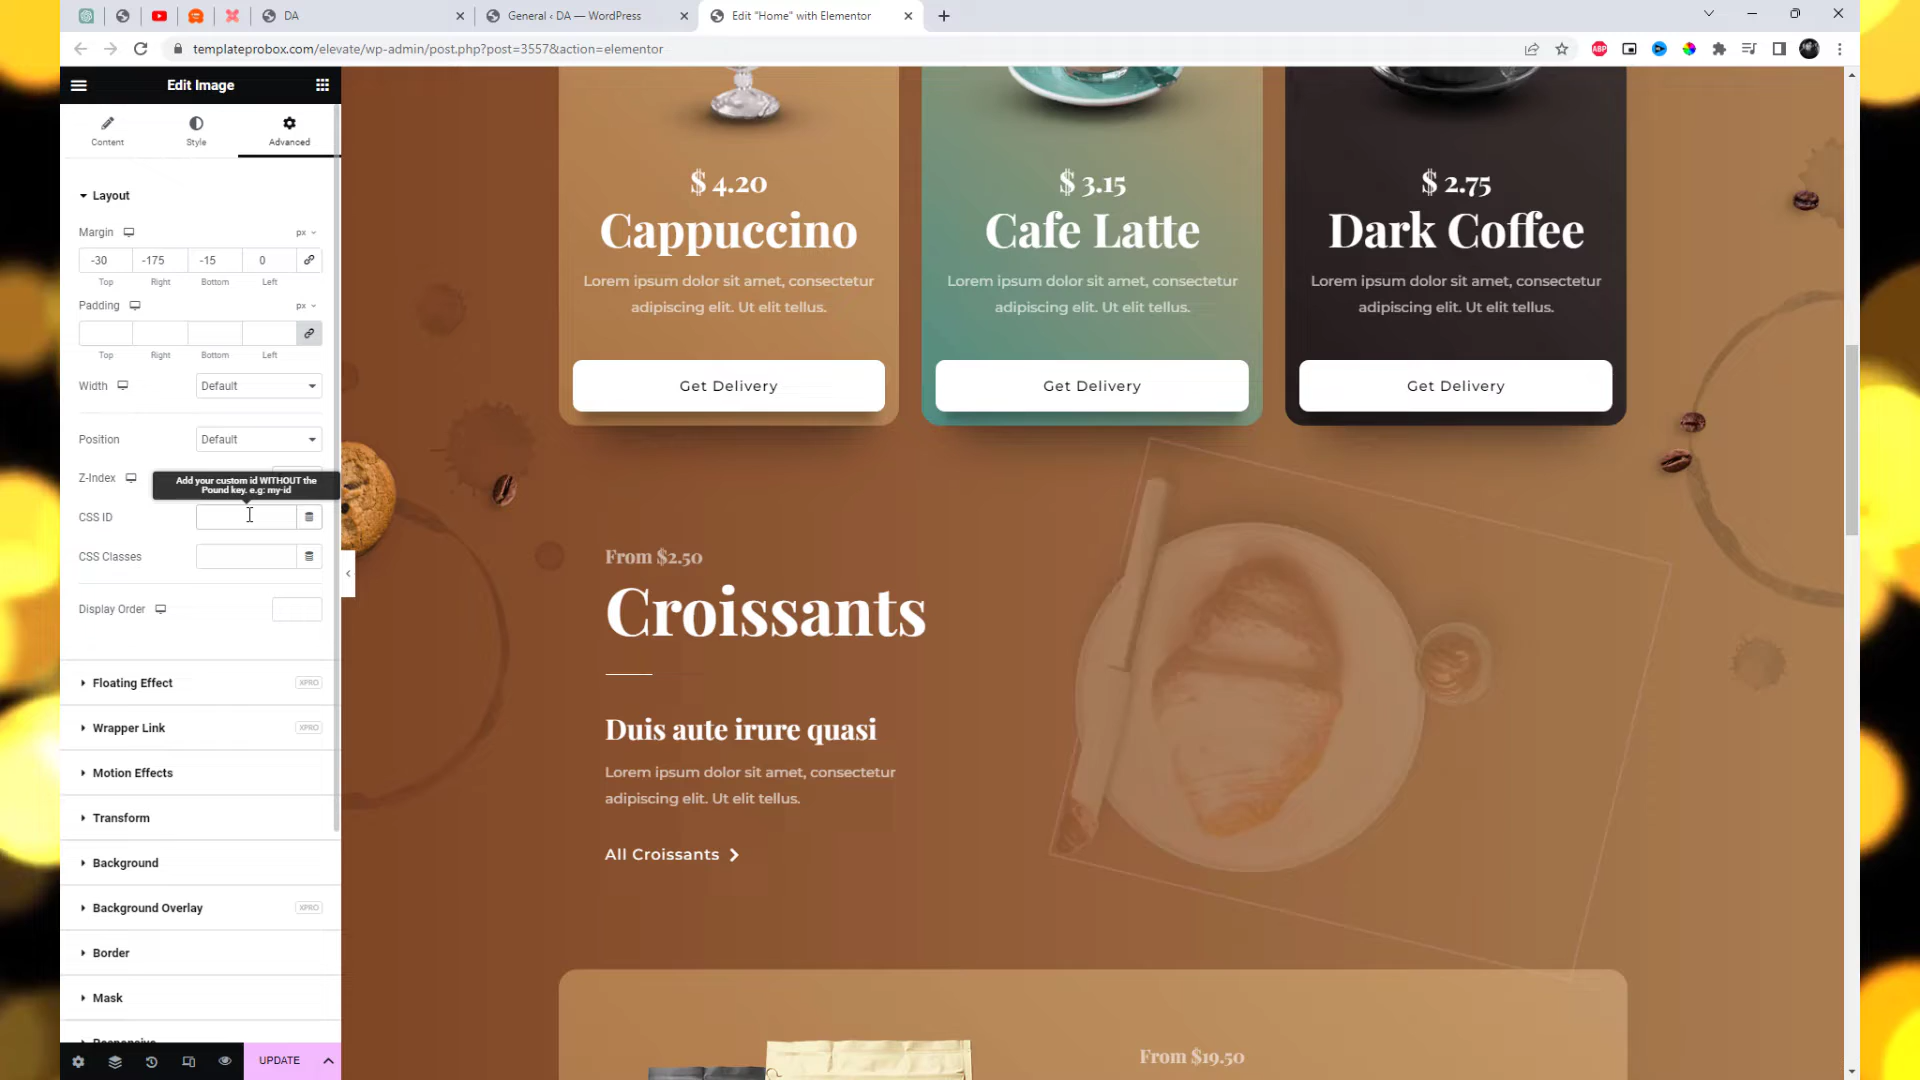 DA
General ‹ DA — WordPress
Edit "Home" with Elementor
templateprobox.com/elevate/wp-admin/post.php?post=3557&action=elementor
ABP
Edit Image
Content
Style
Advanced
Layout
Margin
px
-30
-175
-15
0
Top
Right
Bottom
Left
Padding
px
Top
Right
Bottom
Left
Width
Default
Position
Default
Z-Index
Add your custom id WITHOUT the
Pound key. e.g: my-id
CSS ID
CSS Classes
Display Order
Floating Effect
XPRO
Wrapper Link
XPRO
Motion Effects
Transform
Background
Background Overlay
XPRO
Border
Mask
Responsive
UPDATE
$ 4.20
Cappuccino
Lorem ipsum dolor sit amet, consectetur
adipiscing elit. Ut elit tellus.
Get Delivery
$ 3.15
Cafe Latte
Lorem ipsum dolor sit amet, consectetur
adipiscing elit. Ut elit tellus.
Get Delivery
$ 2.75
Dark Coffee
Lorem ipsum dolor sit amet, consectetur
adipiscing elit. Ut elit tellus.
Get Delivery
From $2.50
Croissants
Duis aute irure quasi
Lorem ipsum dolor sit amet, consectetur
adipiscing elit. Ut elit tellus.
All Croissants
From $19.50